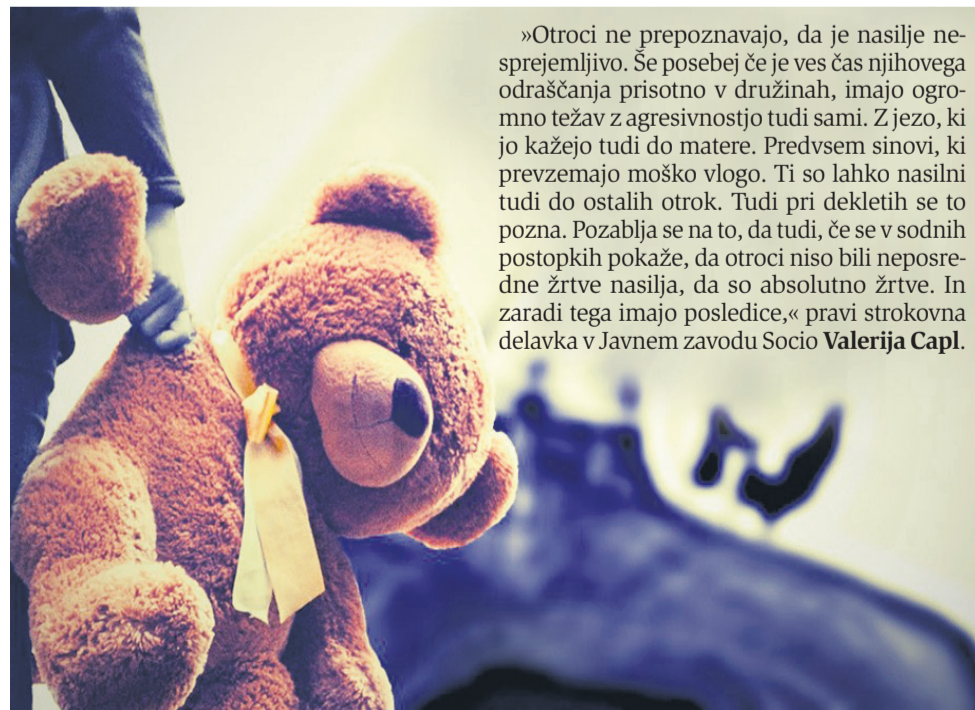 »Otroci ne prepoznavajo, da je nasilje ne-
sprejemljivo. Še posebej če je ves čas njihovega
odraščanja prisotno v družinah, imajo ogro-
mno težav z agresivnostjo tudi sami. Z jezo, ki
jo kažejo tudi do matere. Predvsem sinovi, ki
prevzemajo moško vlogo. Ti so lahko nasilni
tudi do ostalih otrok. Tudi pri dekletih se to
pozna. Pozablja se na to, da tudi, če se v sodnih
postopkih pokaže, da otroci niso bili neposre-
dne žrtve nasilja, da so absolutno žrtve. In
zaradi tega imajo posledice,« pravi strokovna
delavka v Javnem zavodu Socio Valerija Capl.